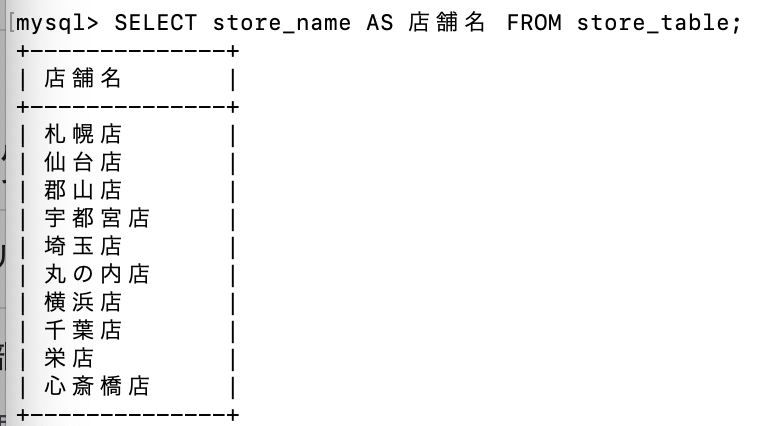 [mysql> SELECT store_name AS 店舗名 FROM store_table;
+--------------+
| 店舗名       |
+--------------+
| 札幌店       |
| 仙台店       |
| 郡山店       |
| 宇都宮店     |
| 埼玉店       |
| 丸の内店     |
| 横浜店       |
| 千葉店       |
| 栄店         |
| 心斎橋店     |
+--------------+